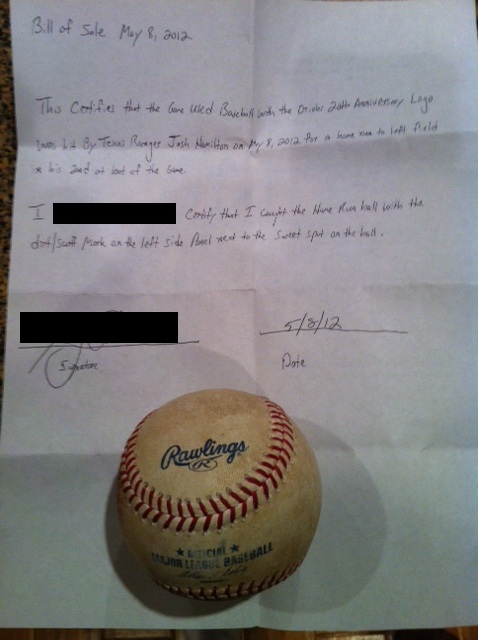 Bill of Sale May 8, 2012
This Certifies that the Game Used Baseball with the Orioles 20th Anniversary Logo
was hit By Texas Ranger Josh Hamilton on May 8, 2012 for a home run to left field
in his 2nd at bat of the Game.
I Certify that I caught the Home Run ball with the
dirt/scuff Mark on the left side Panel next to the sweet spot on the ball.
5/8/12
Signature Date
Rawlings
R
OFFICIAL
MAJOR LEAGUE BASEBALL